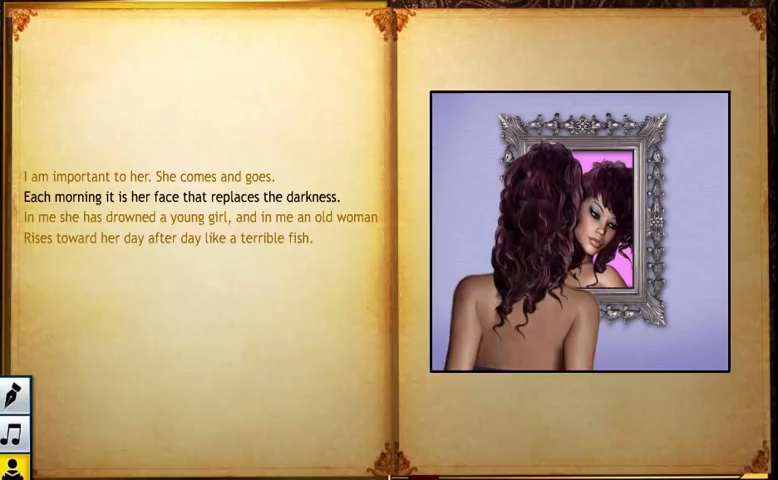 I am important to her. She comes and goes.
Each morning it is her face that replaces the darkness.
In me she has drowned a young girl, and in me an old woman
Rises toward her day after day like a terrible fish.